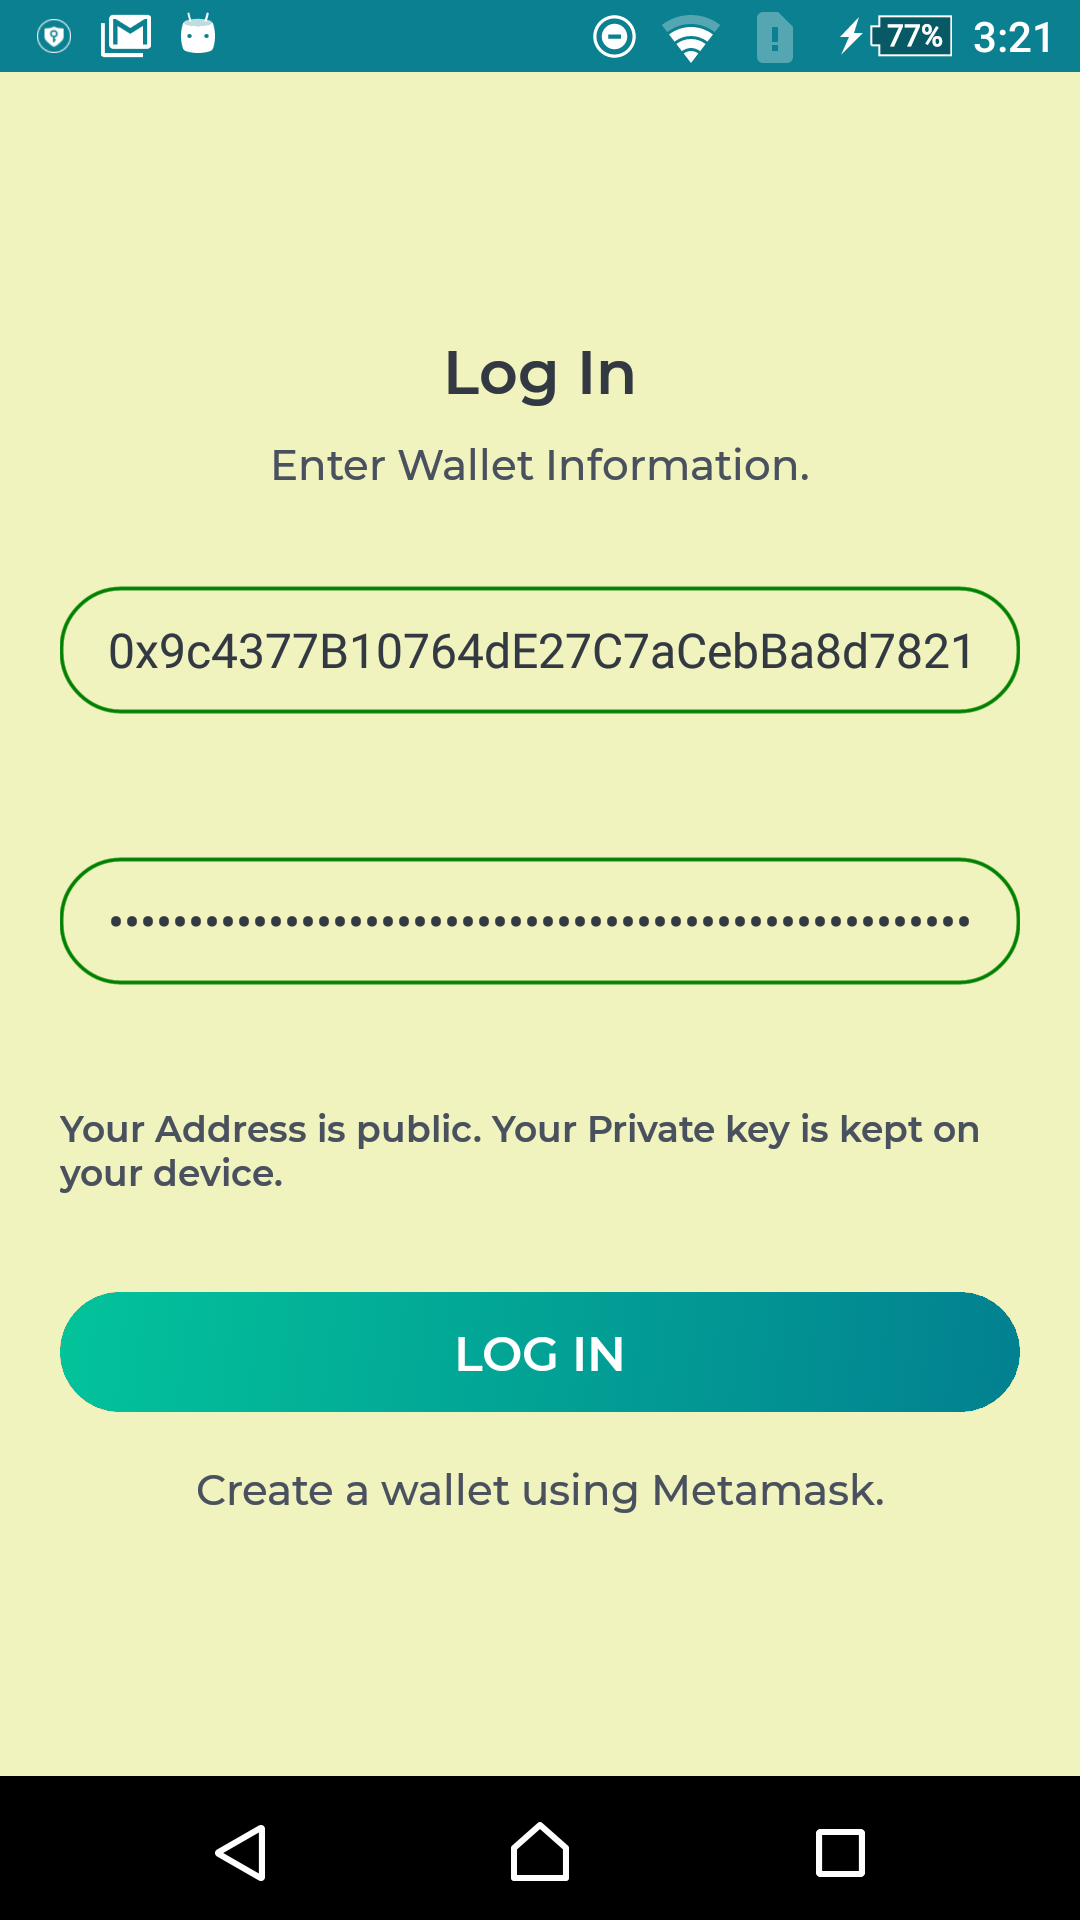 77% 3:21
Log In
Enter Wallet Information.
0x9c4377B10764dE27C7aCebBa8d7821
••••••••••••••••••••••••••••••••••••••••••••••••••••••
Your Address is public. Your Private key is kept on
your device.
LOG IN
Create a wallet using Metamask.